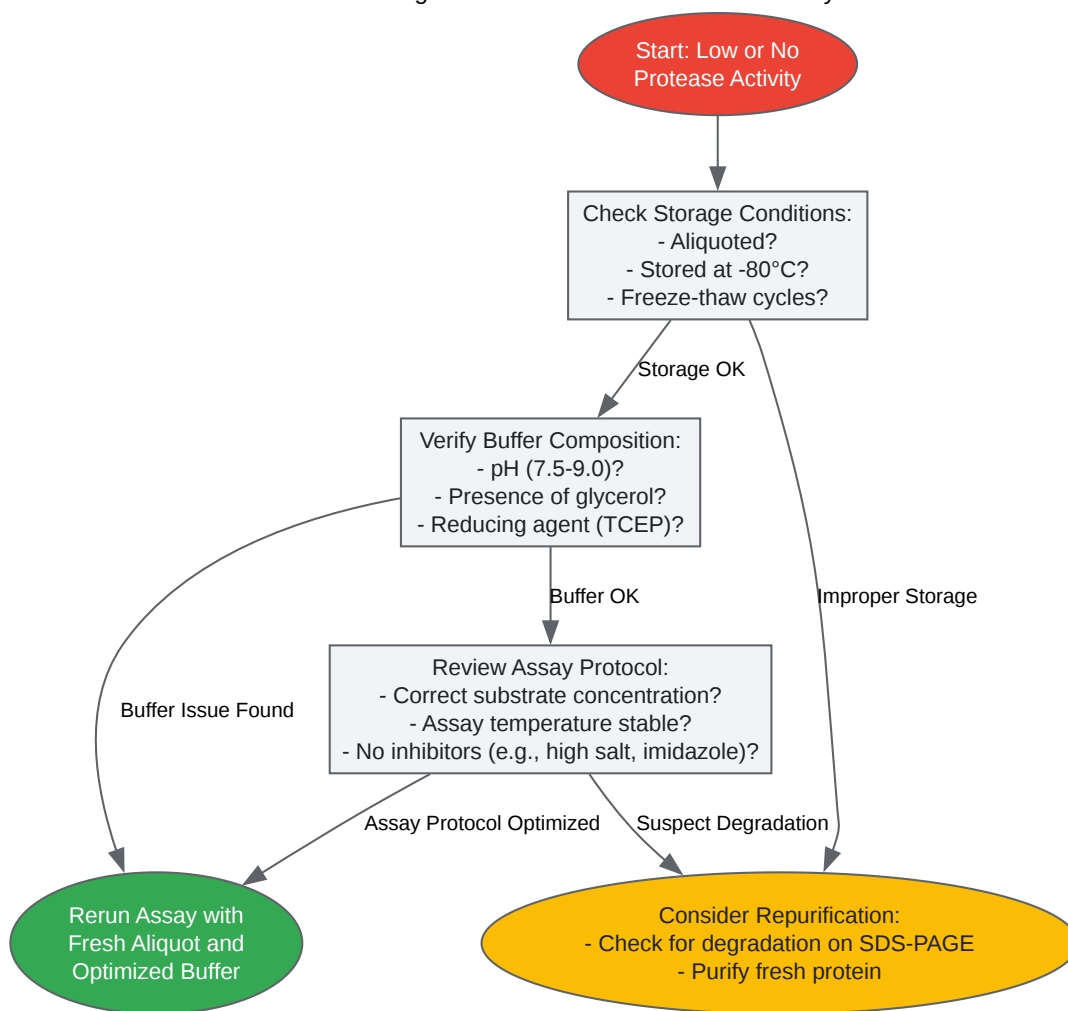 Start: Low or No
Protease Activity
Check Storage Conditions:
- Aliquoted?
- Stored at -80°C?
- Freeze-thaw cycles?
Storage OK
Verify Buffer Composition:
- pH (7.5-9.0)?
- Presence of glycerol?
- Reducing agent (TCEP)?
Buffer OK
Improper Storage
Review Assay Protocol:
- Correct substrate concentration?
- Assay temperature stable?
- No inhibitors (e.g., high salt, imidazole)?
Buffer Issue Found
Assay Protocol Optimized
Suspect Degradation
Rerun Assay with
Fresh Aliquot and
Optimized Buffer
Consider Repurification:
- Check for degradation on SDS-PAGE
- Purify fresh protein